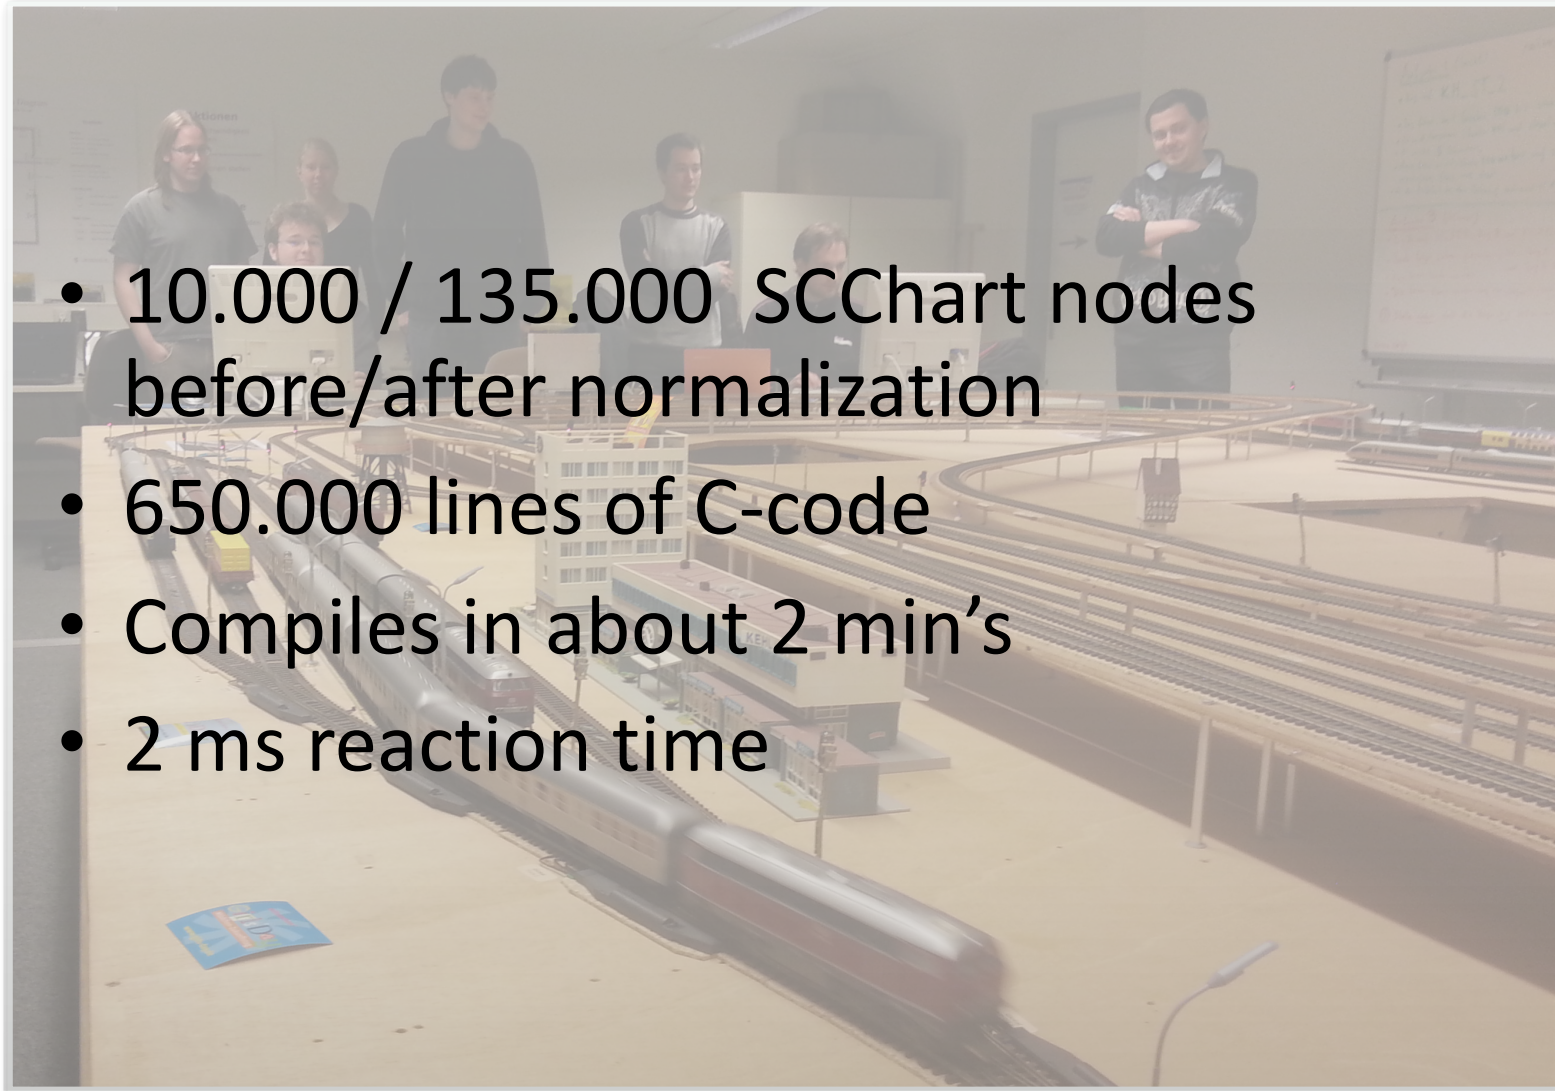 • 10.000 / 135.000 SCChart nodes
before/after normalization
• 650.000 lines of C-code
• Compiles in about 2 min’s
• 2 ms reaction time